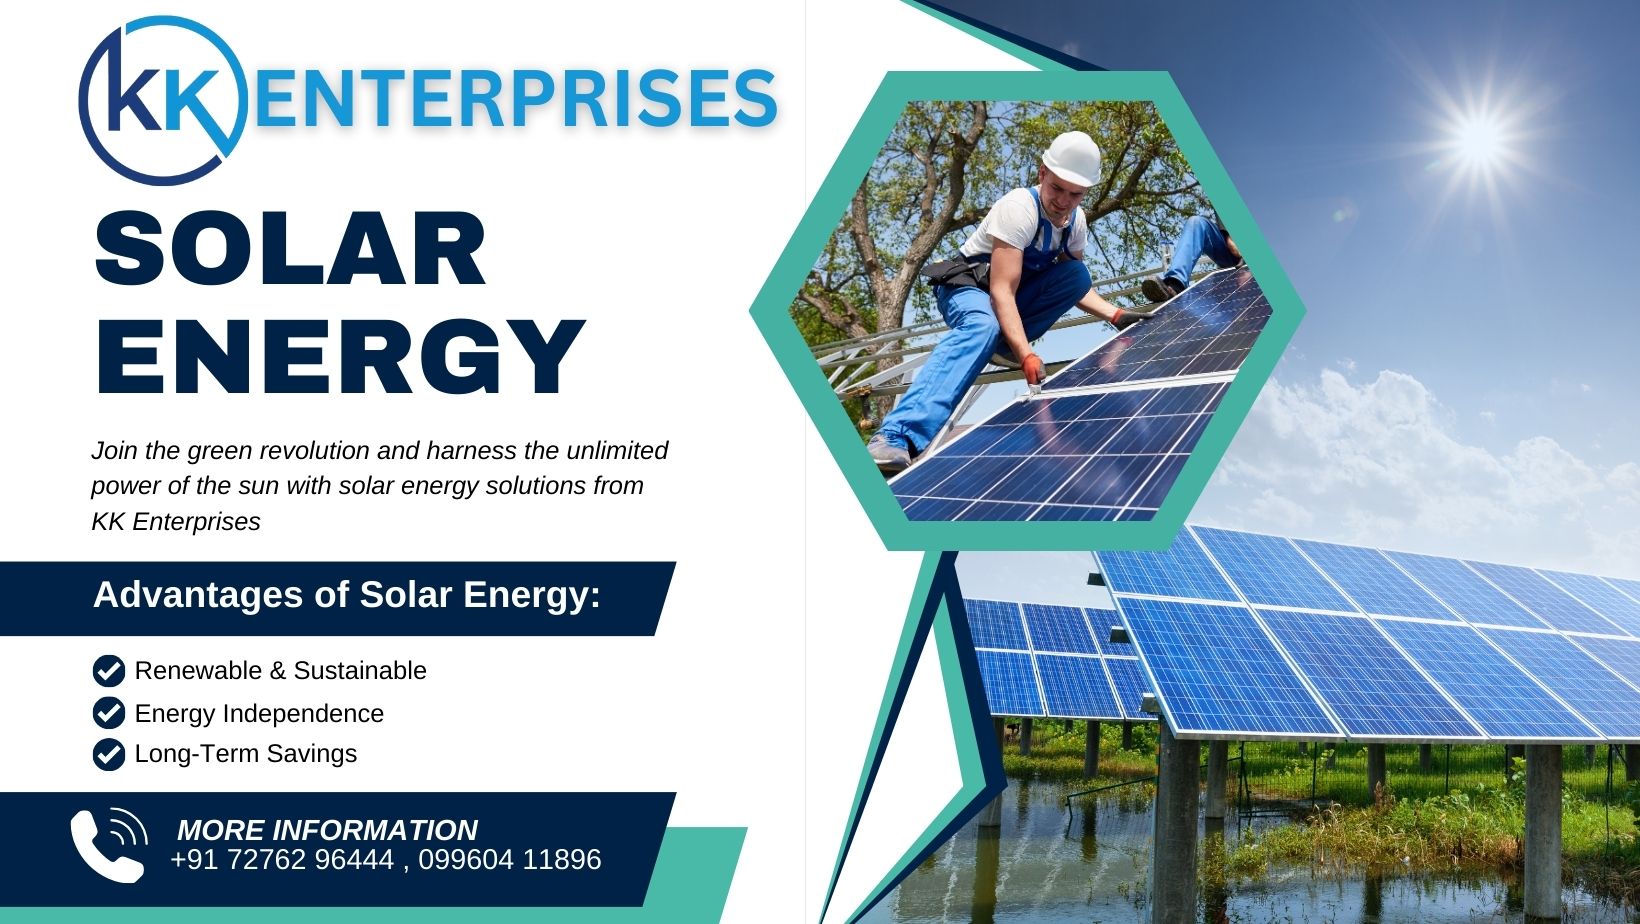 KK ENTERPRISES
SOLAR
ENERGY
Join the green revolution and harness the unlimited
power of the sun with solar energy solutions from
KK Enterprises
Advantages of Solar Energy:
Renewable & Sustainable
Energy Independence
Long-Term Savings
MORE INFORMATION
+91 72762 96444 , 099604 11896